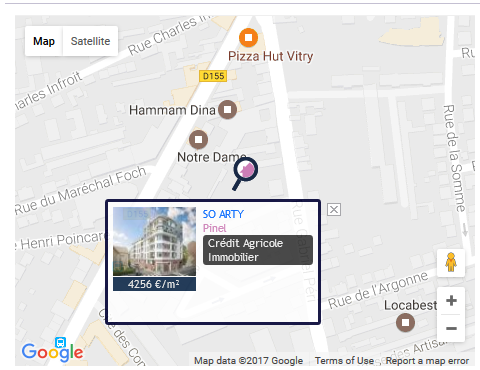 Map
Satellite
Rue Charles Infroit
Pizza Hut Vitry
D155
Charles Infroit
Hammam Dina
Notre Dame
Rue du Maréchal Foch
Rue de la Somme
SO ARTY
Pinel
Crédit Agricole
Immobilier
4256 €/m²
Henri Poincaré
Rue de l'Argonne
Locabest
+
−
Google
Map data ©2017 Google
Terms of Use
Report a map error